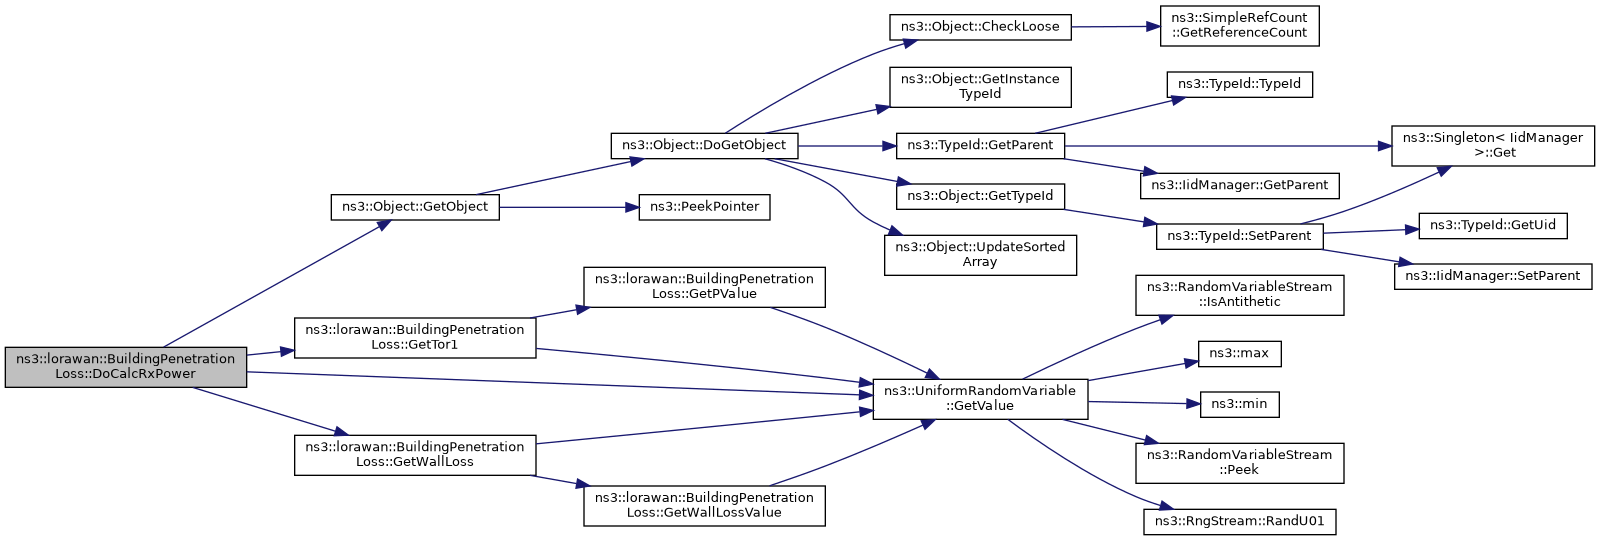 ns3::lorawan::BuildingPenetration
Loss::DoCalcRxPower
ns3::Object::GetObject
ns3::lorawan::BuildingPenetration
Loss::GetTor1
ns3::lorawan::BuildingPenetration
Loss::GetWallLoss
ns3::Object::DoGetObject
ns3::PeekPointer
ns3::lorawan::BuildingPenetration
Loss::GetPValue
ns3::lorawan::BuildingPenetration
Loss::GetWallLossValue
ns3::Object::CheckLoose
ns3::Object::GetInstance
TypeId
ns3::TypeId::GetParent
ns3::Object::GetTypeId
ns3::Object::UpdateSorted
Array
ns3::UniformRandomVariable
::GetValue
ns3::SimpleRefCount
::GetReferenceCount
ns3::TypeId::TypeId
ns3::IidManager::GetParent
ns3::TypeId::SetParent
ns3::RandomVariableStream
::IsAntithetic
ns3::max
ns3::min
ns3::RandomVariableStream
::Peek
ns3::RngStream::RandU01
ns3::Singleton< IidManager
>::Get
ns3::TypeId::GetUid
ns3::IidManager::SetParent